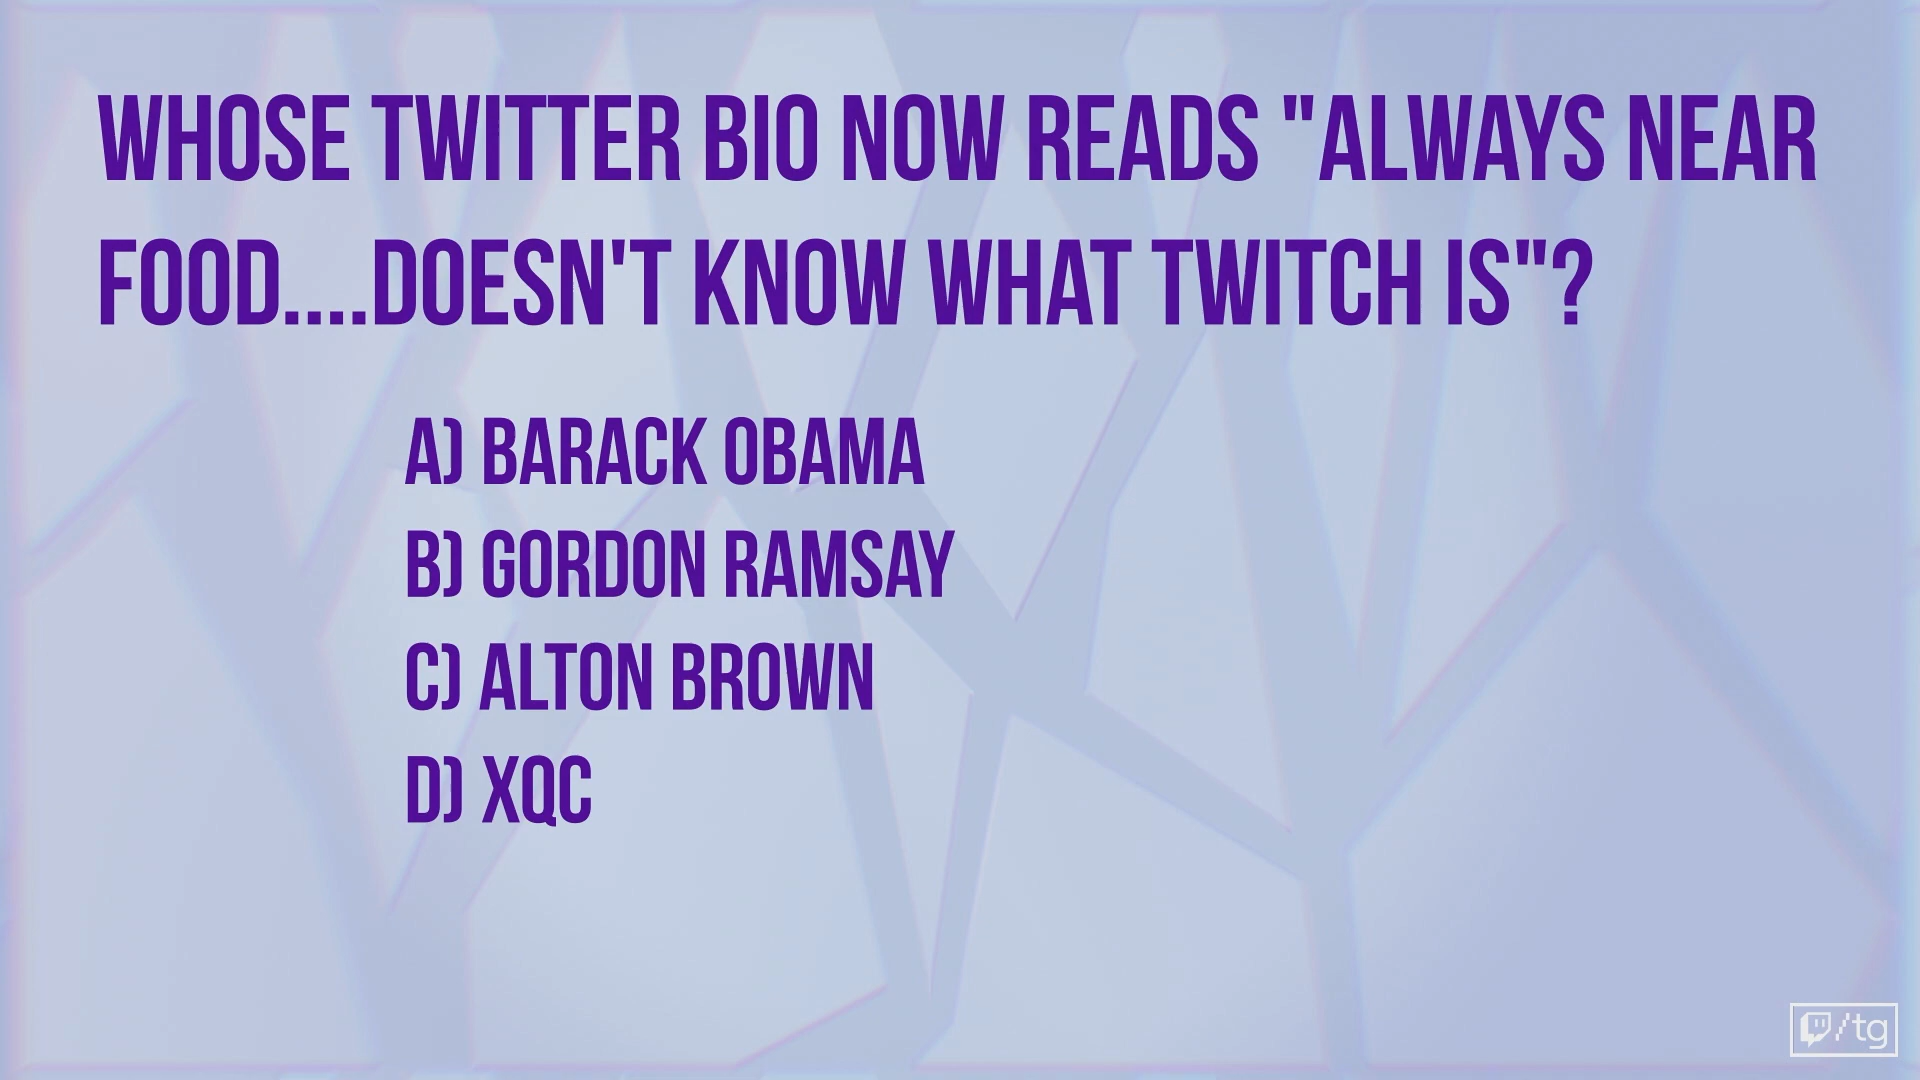 WHOSE TWITTER BIO NOW READS "ALWAYS NEAR
FOOD....DOESN'T KNOW WHAT TWITCH IS"?
A) BARACK OBAMA
B) GORDON RAMSAY
C) ALTON BROWN
D) XQC
/tg